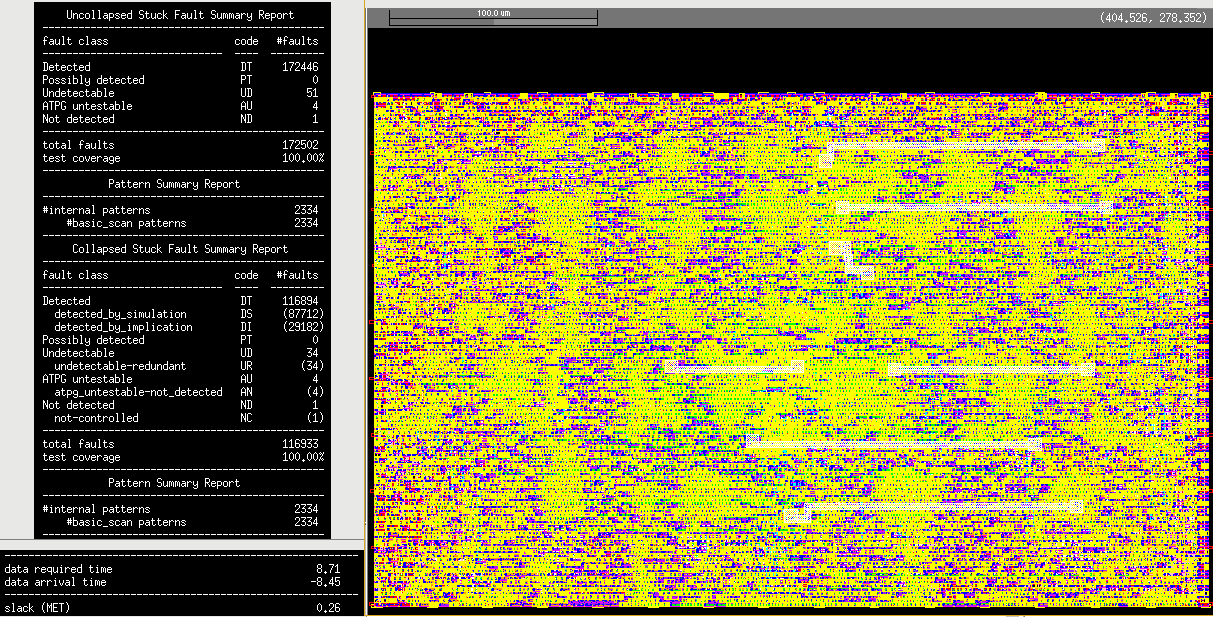 Uncollapsed Stuck Fault Summary Report
fault class code #faults
Detected DT 172446
Possibly detected PT 0
Undetectable UD 51
ATPG untestable AU 4
Not detected ND 1
total faults 172502
test coverage 100.00%
Pattern Summary Report
#internal patterns 2334
#basic_scan patterns 2334
Collapsed Stuck Fault Summary Report
fault class code #faults
Detected DT 116894
detected_by_simulation DS (87712)
detected_by_implication DI (29182)
Possibly detected PT 0
Undetectable UD 34
undetectable-redundant UR (34)
ATPG untestable AU 4
atpg_untestable-not_detected AN (4)
Not detected ND 1
not-controlled NC (1)
total faults 116933
test coverage 100.00%
Pattern Summary Report
#internal patterns 2334
#basic_scan patterns 2334
data required time 8.71
data arrival time -8.45
slack (MET) 0.26
100.0 um
(404.526, 278.352)